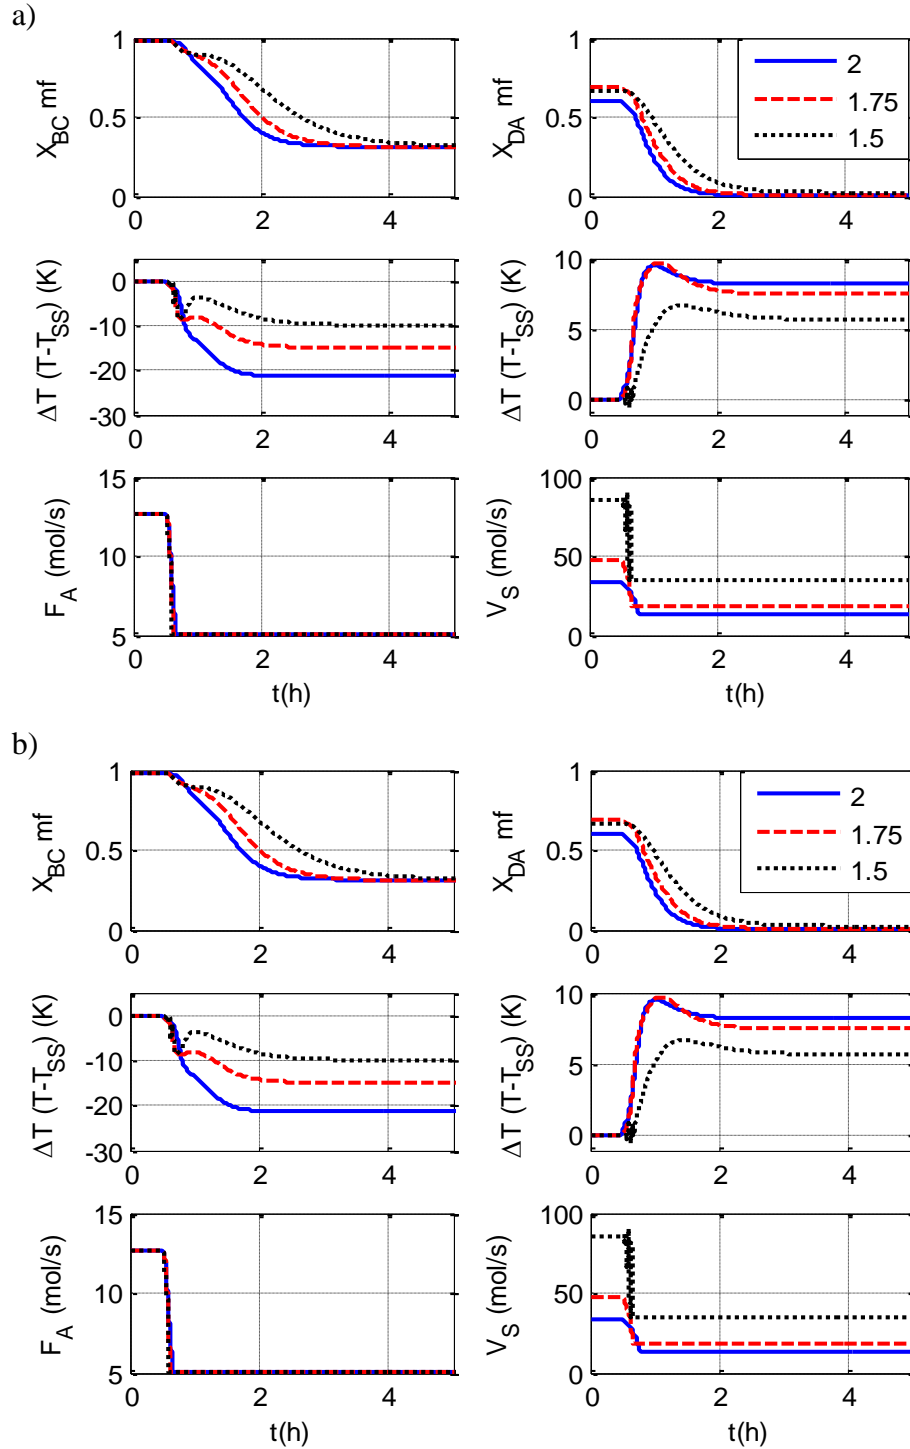 a)
X_BC mf
1
0.5
0
0 2 4
X_DA mf
1
0.5
0
0 2 4
2
1.75
1.5
ΔT (T-T_SS) (K)
0
-10
-20
-30
0 2 4
ΔT (T-T_SS) (K)
10
5
0
0 2 4
F_A (mol/s)
15
10
5
0 2 4
t(h)
V_S (mol/s)
100
50
0
0 2 4
t(h)
b)
X_BC mf
1
0.5
0
0 2 4
X_DA mf
1
0.5
0
0 2 4
2
1.75
1.5
ΔT (T-T_SS) (K)
0
-10
-20
-30
0 2 4
ΔT (T-T_SS) (K)
10
5
0
0 2 4
F_A (mol/s)
15
10
5
0 2 4
t(h)
V_S (mol/s)
100
50
0
0 2 4
t(h)